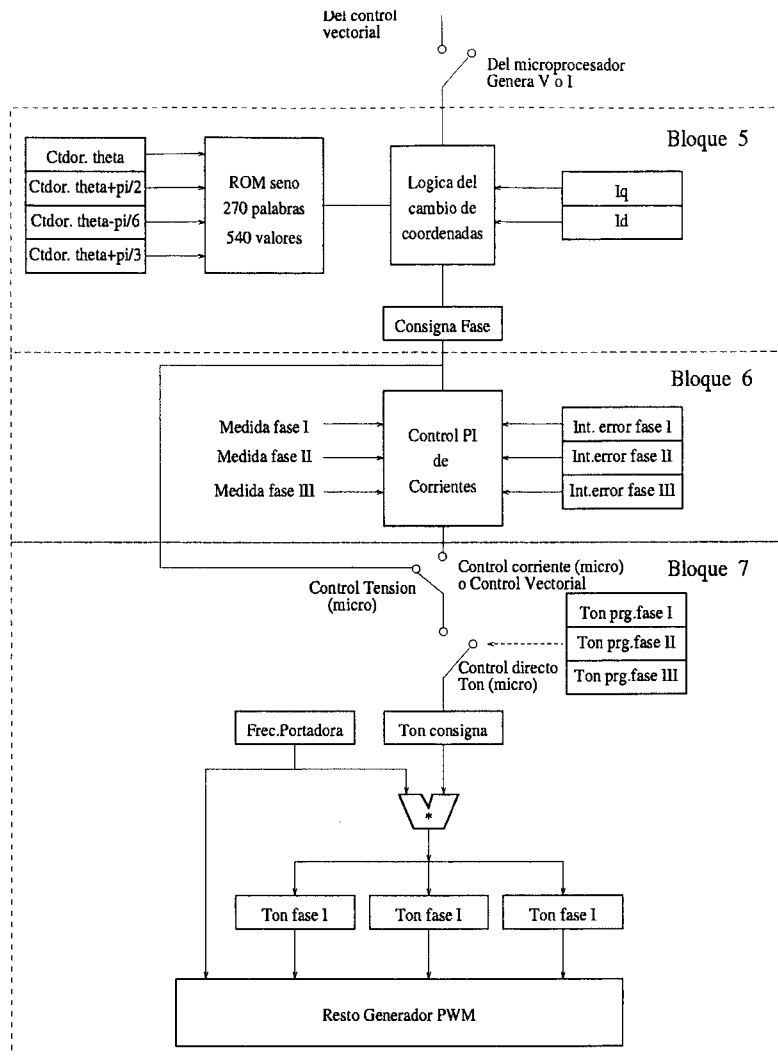 Del control
vectorial
Del microprocesador
Genera V o I
Bloque 5
Ctdor. theta
Ctdor. theta+pi/2
Ctdor. theta-pi/6
Ctdor. theta+pi/3
ROM seno
270 palabras
540 valores
Logica del
cambio de
coordenadas
Iq
Id
Consigna Fase
Bloque 6
Medida fase I
Medida fase II
Medida fase III
Control PI
de
Corrientes
Int. error fase I
Int.error fase II
Int.error fase III
Bloque 7
Control corriente (micro)
o Control Vectorial
Control Tension
(micro)
Ton prg.fase I
Ton prg.fase II
Ton prg.fase III
Control directo
Ton (micro)
Frec.Portadora
Ton consigna
*
Ton fase I
Ton fase I
Ton fase I
Resto Generador PWM